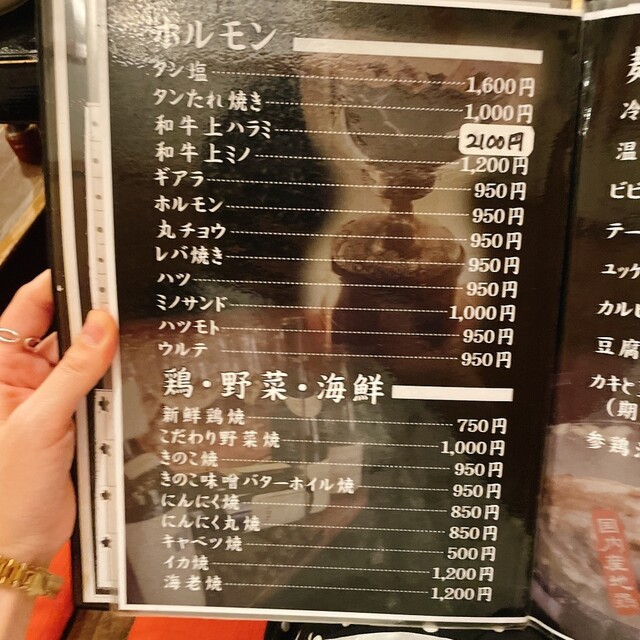 ホルモン
タン塩 1,600円
タンたれ焼き 1,000円
和牛上ハラミ 2100円
和牛上ミノ 1,200円
ギアラ 950円
ホルモン 950円
丸チョウ 950円
レバ焼き 950円
ハツ 950円
ミノサンド 1,000円
ハツモト 950円
ウルテ 950円
鶏・野菜・海鮮
新鮮鶏焼 750円
こだわり野菜焼 1,000円
きのこ焼 950円
きのこ味噌バターホイル焼 950円
にんにく焼 850円
にんにく丸焼 850円
キャベツ焼 500円
イカ焼 1,200円
海老焼 1,200円
冷
温
ビビ
テー
ユッケ
カルビ
豆腐
カキと
(期
参鶏
国内産地